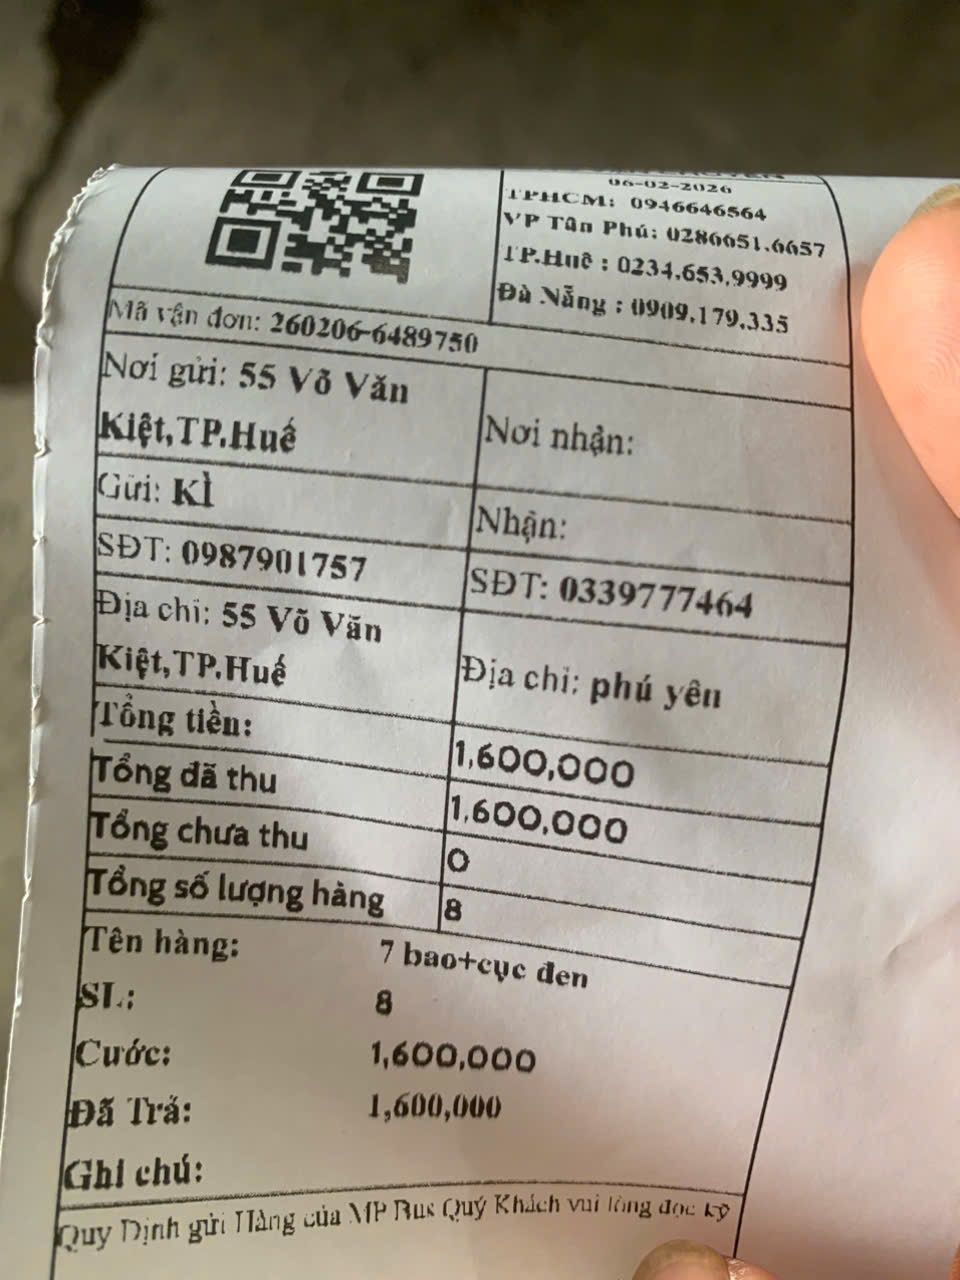 06-02-2026
TPHCM: 0946646564
VP Tân Phú: 0286651.6657
TP.Huế : 0234.653.9999
Đà Nẵng : 0909.179.335
Mã vận đơn: 260206-6489750
Nơi gửi: 55 Võ Văn
Kiệt,TP.Huế
Nơi nhận:
Gửi: KÌ
Nhận:
SĐT: 0987901757
SĐT: 0339777464
Địa chỉ: 55 Võ Văn
Kiệt,TP.Huế
Địa chỉ: phú yên
Tổng tiền: 1,600,000
Tổng đã thu 1,600,000
Tổng chưa thu 0
Tổng số lượng hàng 8
Tên hàng: 7 bao+cục đen
SL: 8
Cước: 1,600,000
Đã Trả: 1,600,000
Ghi chú:
Quy Định gửi Hàng của MP Bus Quý Khách vui lòng đọc kỹ